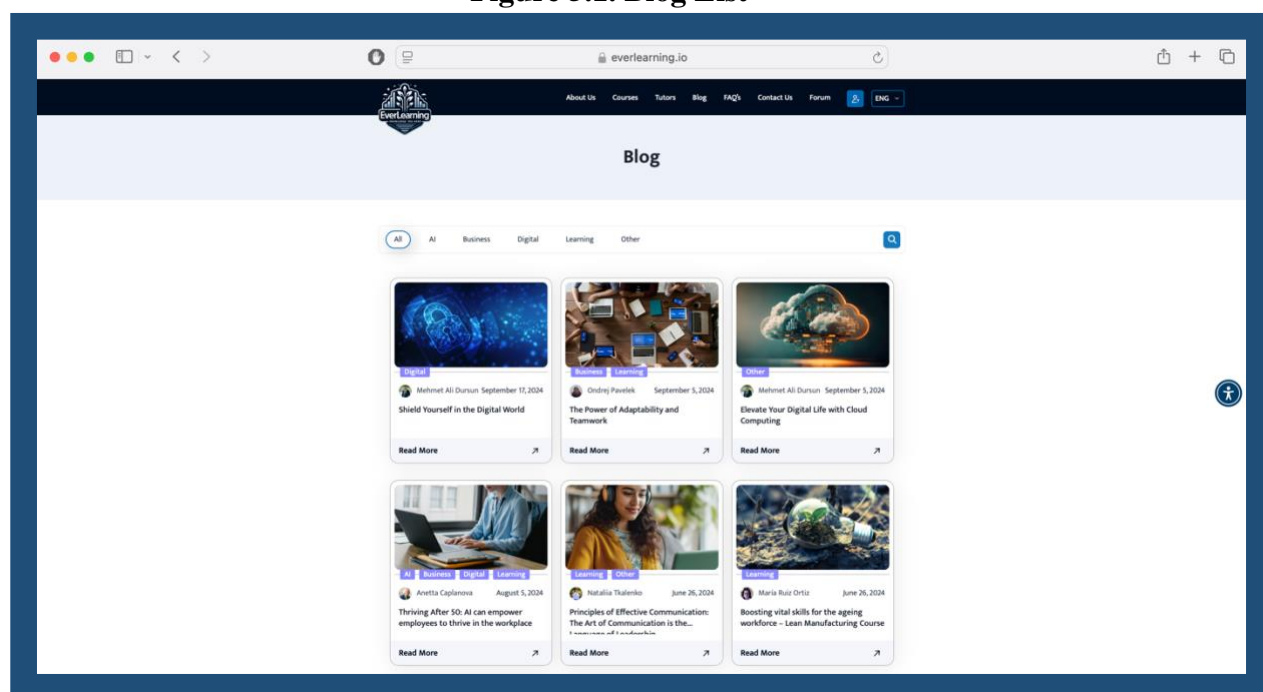 everlearning.io
EverLearning
About Us Courses Tutors Blog FAQ's Contact Us Forum ENG
Blog
All AI Business Digital Learning Other
Digital
Mehmet Ali Dursun September 17, 2024
Shield Yourself in the Digital World
Read More
Business Learning
Ondrej Pavelek September 5, 2024
The Power of Adaptability and
Teamwork
Read More
Other
Mehmet Ali Dursun September 5, 2024
Elevate Your Digital Life with Cloud
Computing
Read More
AI Business Digital Learning
Anetta Caplanova August 5, 2024
Thriving After 50: AI can empower
employees to thrive in the workplace
Read More
Learning Other
Nataliia Tkalenko June 26, 2024
Principles of Effective Communication:
The Art of Communication is the...
Read More
Learning
Maria Ruiz Ortiz June 26, 2024
Boosting vital skills for the ageing
workforce – Lean Manufacturing Course
Read More